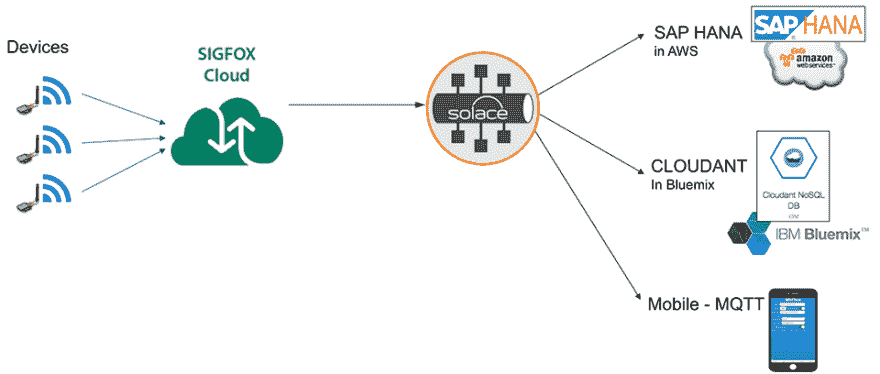 Devices
SIGFOX
Cloud
solace
SAP HANA
in AWS
SAP HANA
amazon
webservices™
CLOUDANT
In Bluemix
Cloudant NoSQL
DB
IBM Bluemix™
Mobile - MQTT